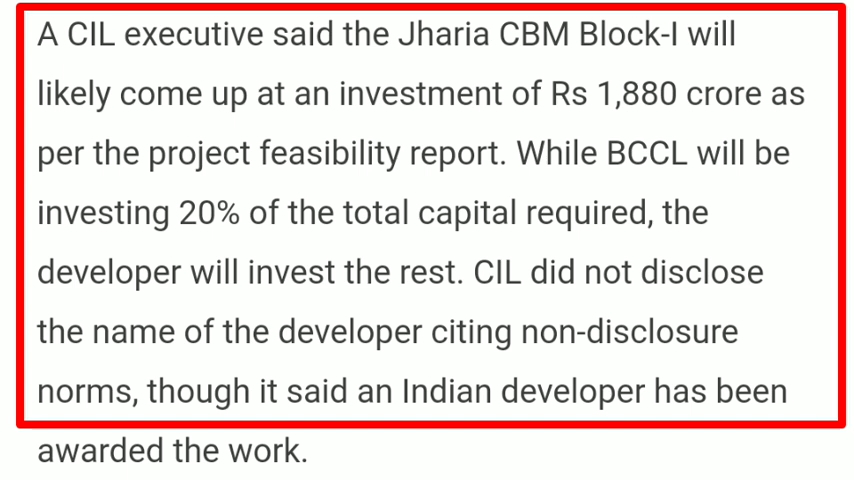 A CIL executive said the Jharia CBM Block-I will
likely come up at an investment of Rs 1,880 crore as
per the project feasibility report. While BCCL will be
investing 20% of the total capital required, the
developer will invest the rest. CIL did not disclose
the name of the developer citing non-disclosure
norms, though it said an Indian developer has been
awarded the work.